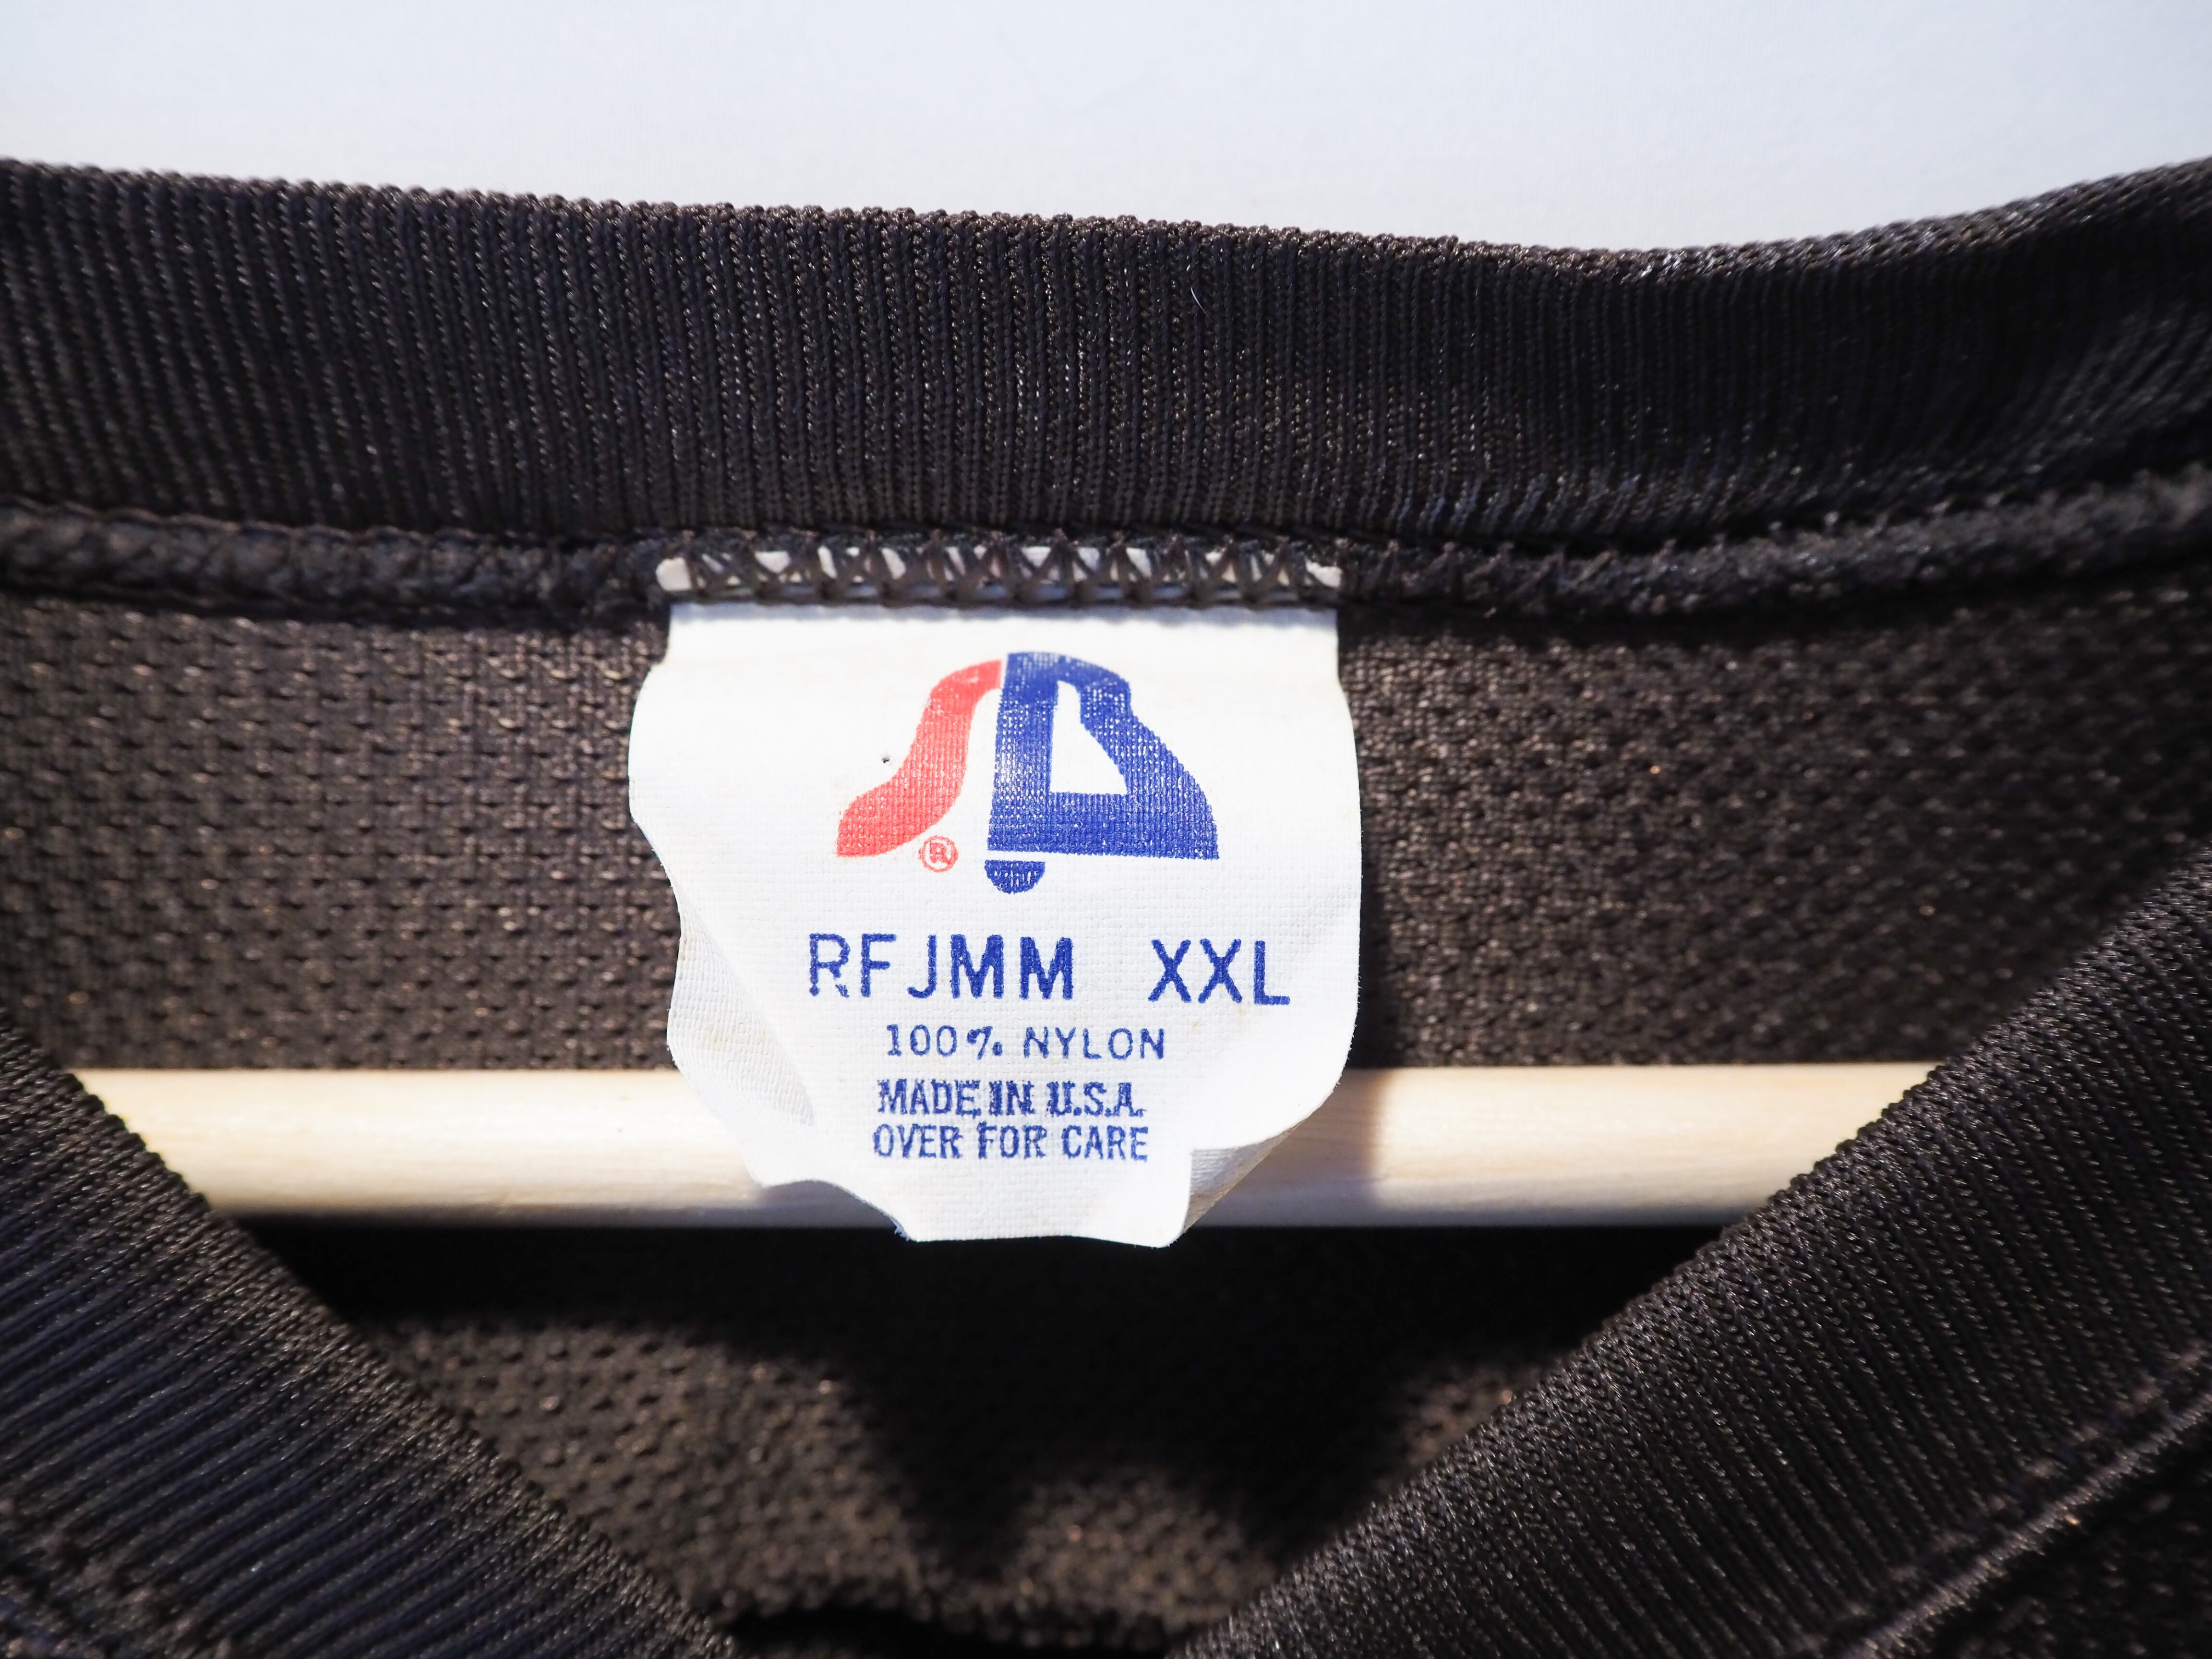 ®
RFJMM XXL
100% NYLON
MADE IN U.S.A.
OVER FOR CARE